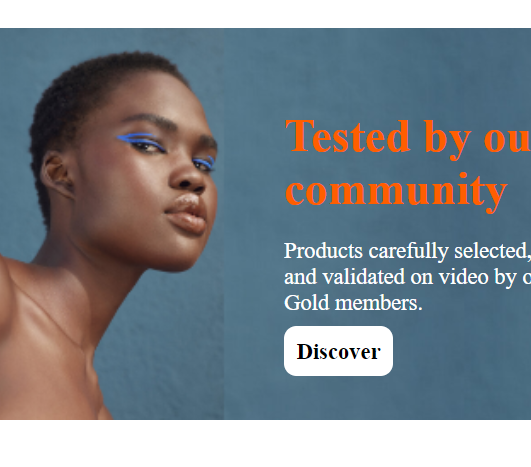 Tested by ou
community
Products carefully selected,
and validated on video by o
Gold members.
Discover